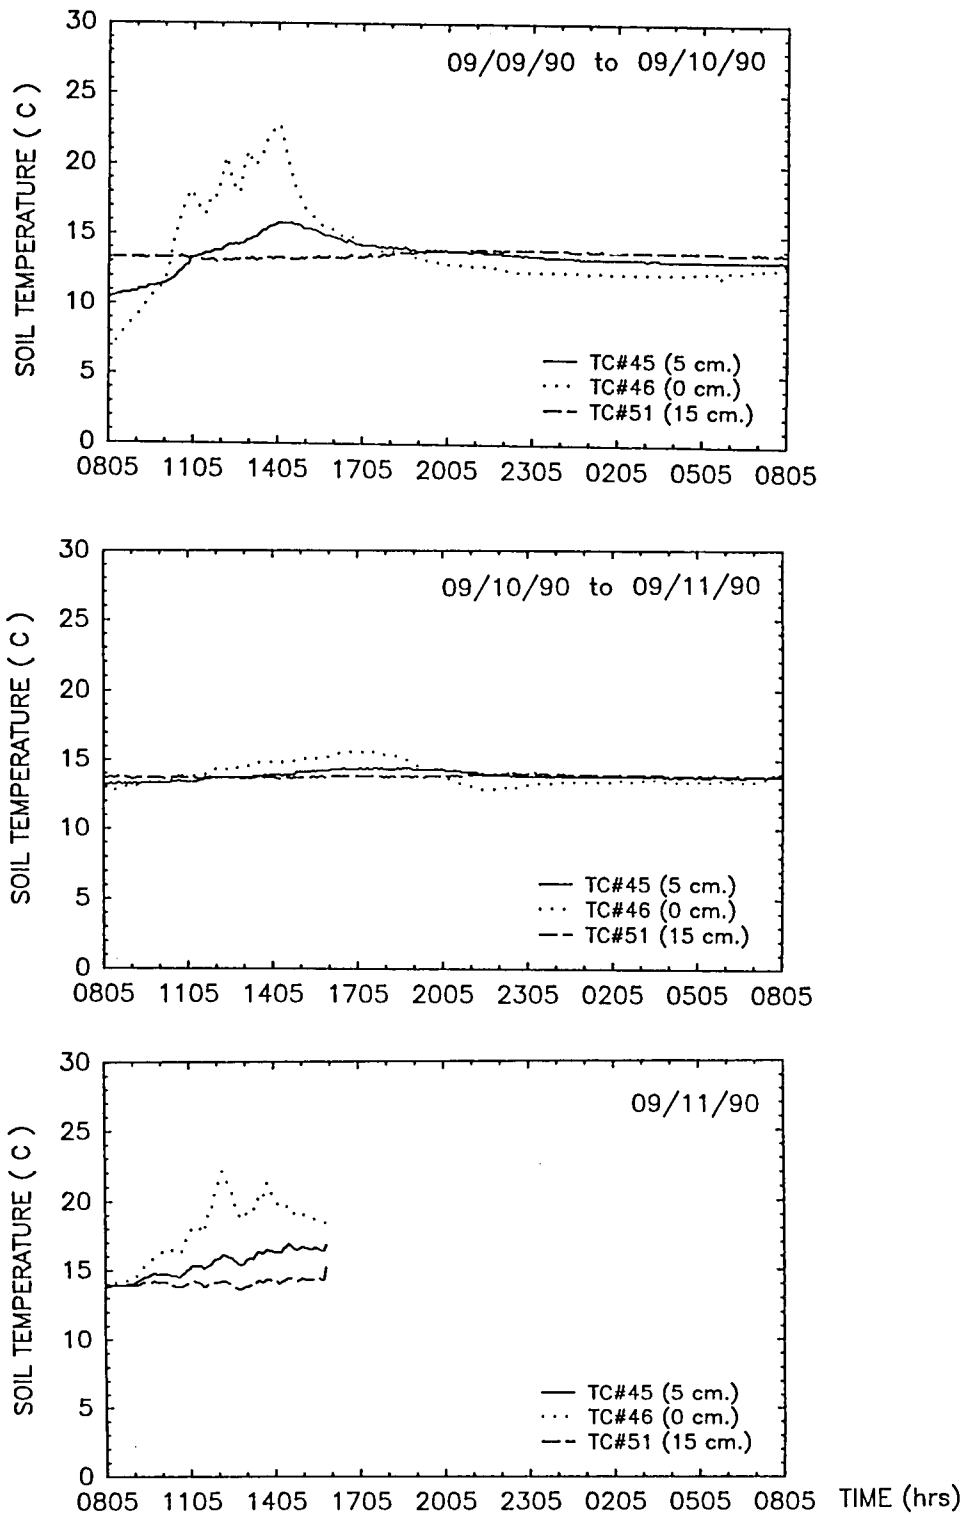 30
25
20
15
10
5
0
SOIL TEMPERATURE ( C )
09/09/90 to 09/10/90
TC#45 (5 cm.)
TC#46 (0 cm.)
TC#51 (15 cm.)
0805 1105 1405 1705 2005 2305 0205 0505 0805
30
25
20
15
10
5
0
SOIL TEMPERATURE ( C )
09/10/90 to 09/11/90
TC#45 (5 cm.)
TC#46 (0 cm.)
TC#51 (15 cm.)
0805 1105 1405 1705 2005 2305 0205 0505 0805
30
25
20
15
10
5
0
SOIL TEMPERATURE ( C )
09/11/90
TC#45 (5 cm.)
TC#46 (0 cm.)
TC#51 (15 cm.)
0805 1105 1405 1705 2005 2305 0205 0505 0805 TIME (hrs)